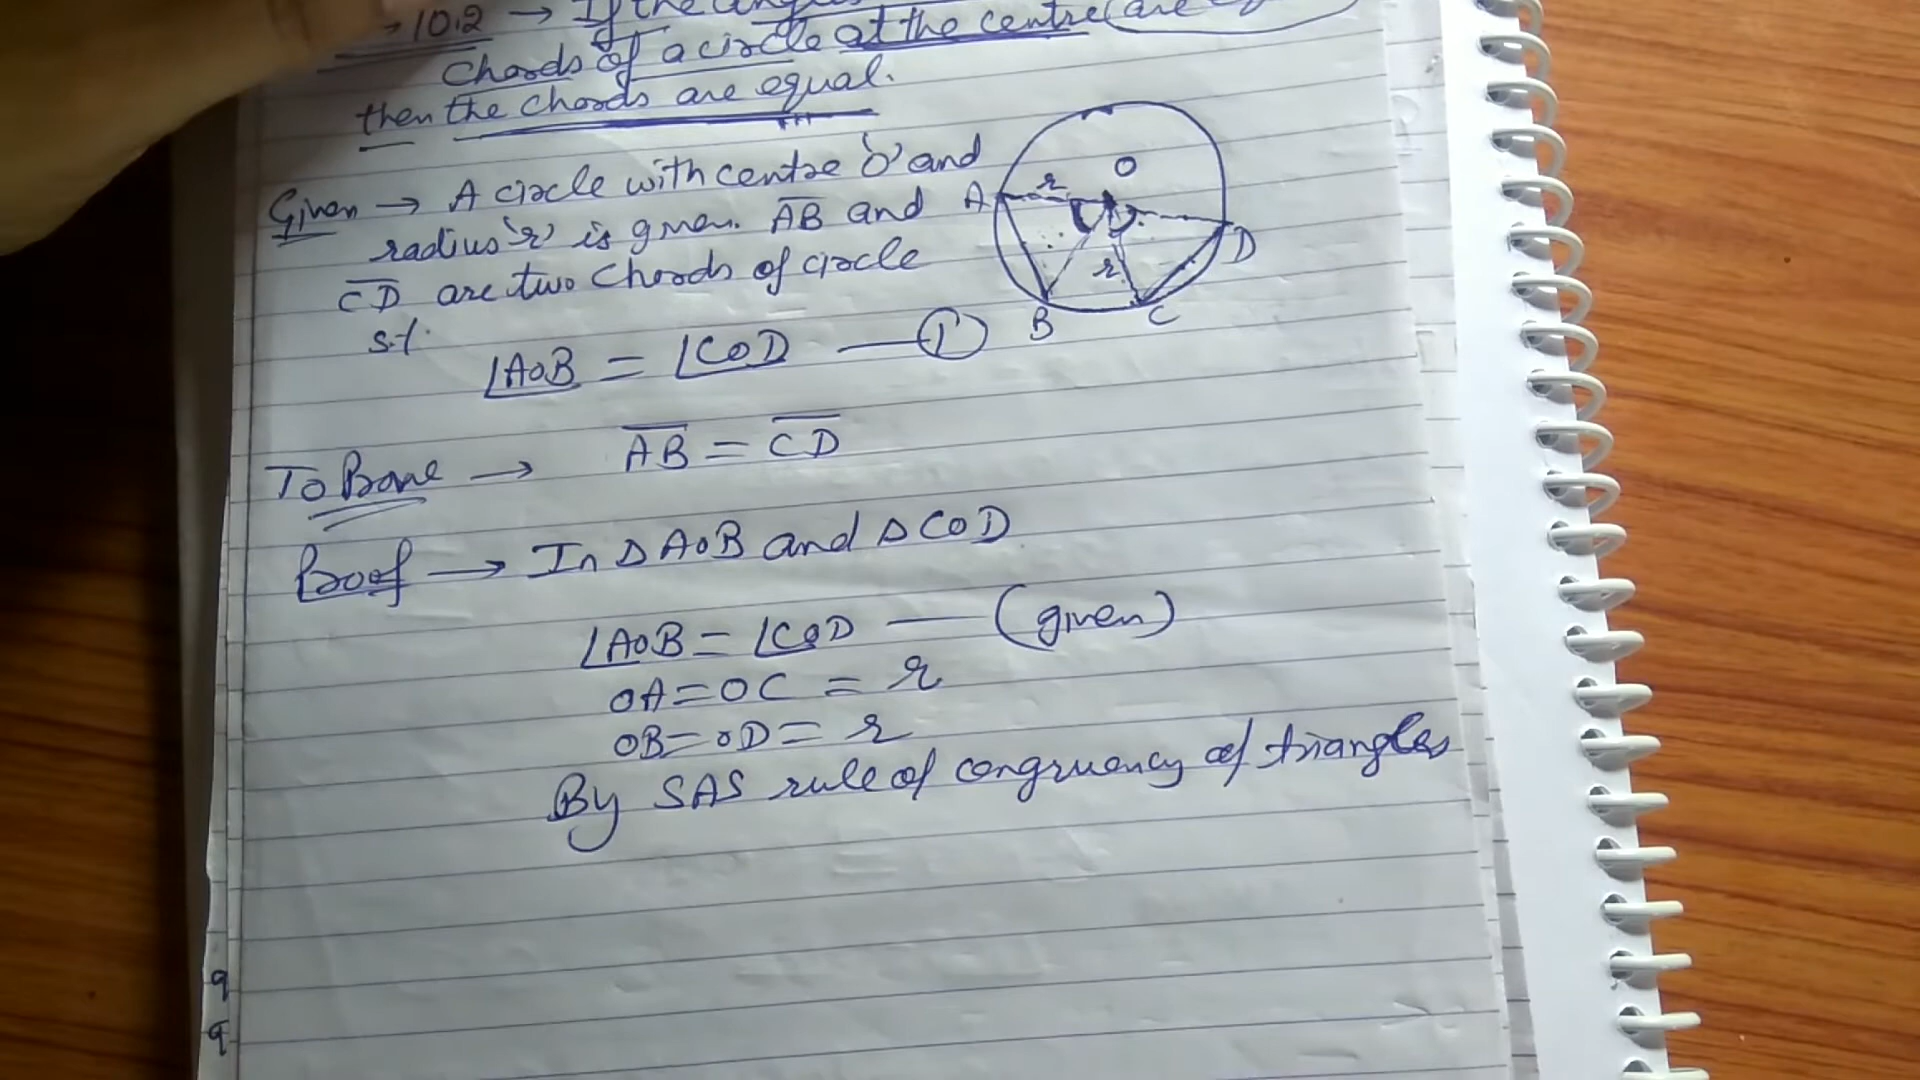 → 10.2 → If the
Chords of a circle at the centre (are
then the chords are equal.
Given → A circle with centre 'O' and
radius 'r' is given. AB and
CD are two Chords of circle
s.t.
∠AOB = ∠COD — ①
To Prove → AB = CD
Proof → In ΔAOB and ΔCOD
∠AOB = ∠COD — (given)
OA = OC = r
OB = OD = r
By SAS rule of congruency of triangles
O
A
r
r
D
B
C
9
9